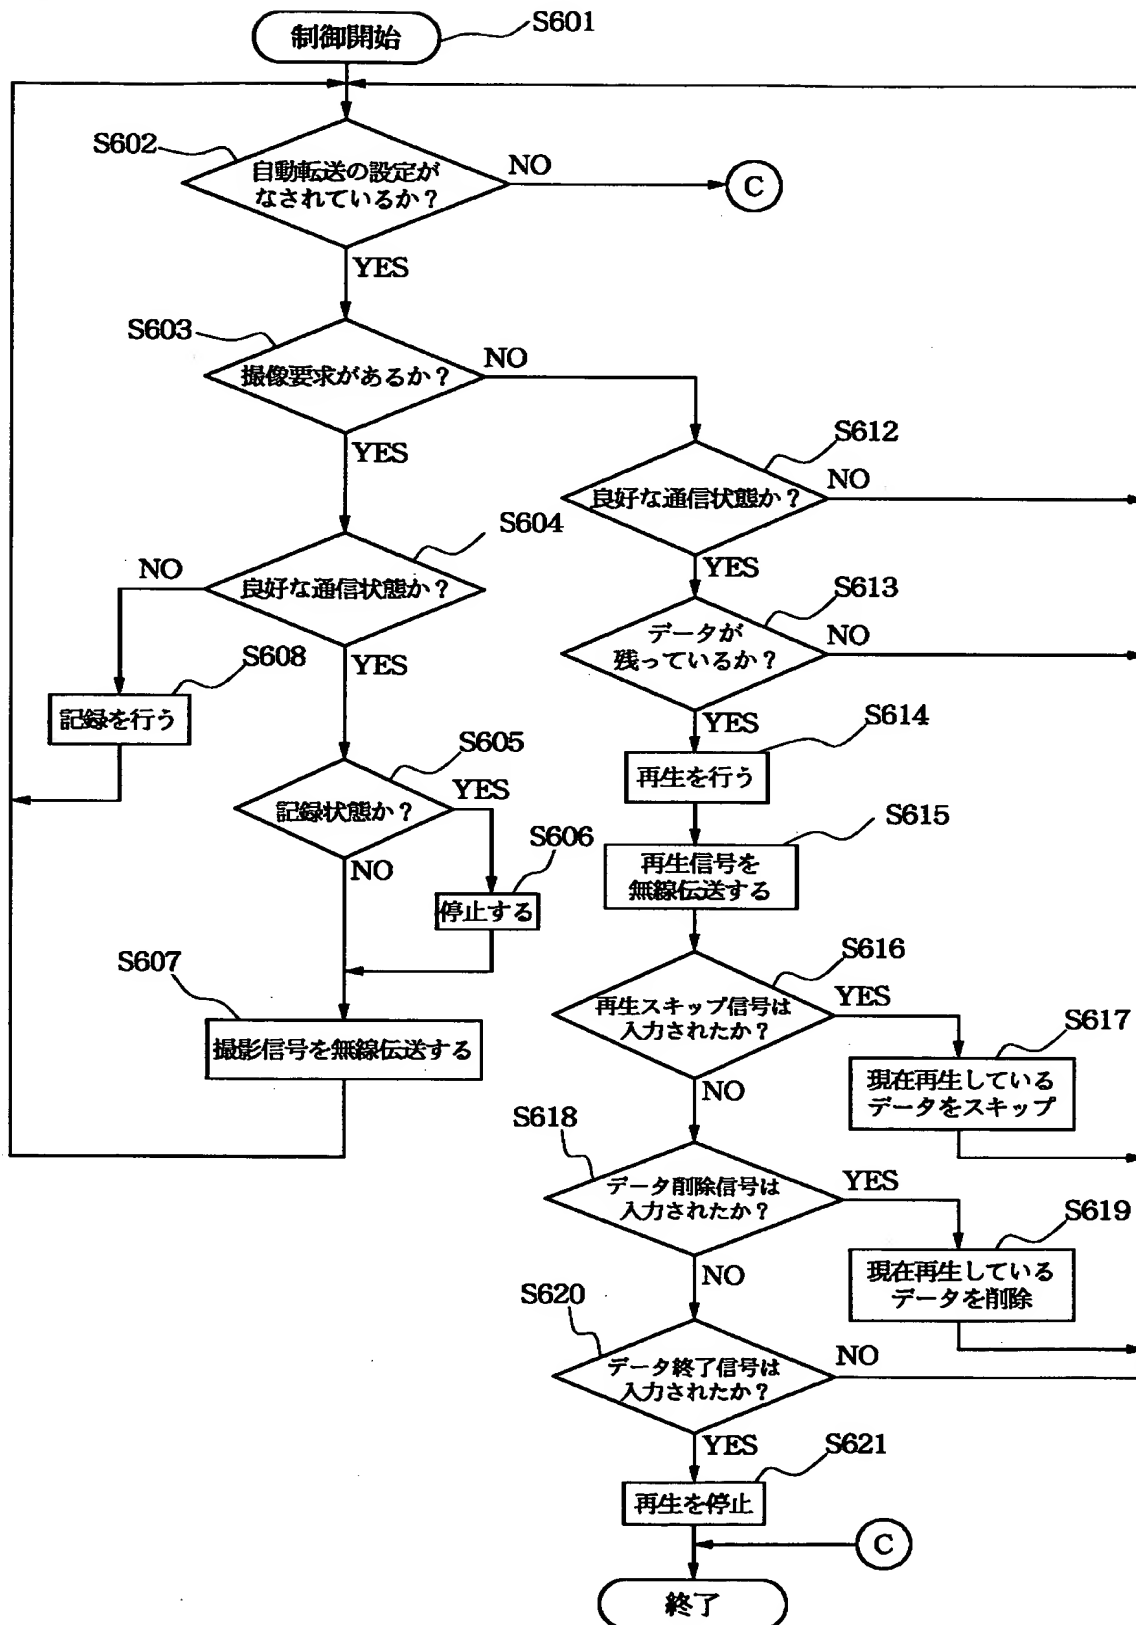 制御開始
S601
S602
自動転送の設定が
なされているか?
NO
C
YES
S603
撮像要求があるか?
NO
YES
S612
良好な通信状態か?
NO
YES
S604
良好な通信状態か?
NO
YES
S613
データが
残っているか?
NO
YES
S608
記録を行う
S605
記録状態か?
YES
NO
S606
停止する
S614
再生を行う
S615
再生信号を
無線伝送する
S607
撮影信号を無線伝送する
S616
再生スキップ信号は
入力されたか?
YES
NO
S617
現在再生している
データをスキップ
S618
データ削除信号は
入力されたか?
YES
NO
S619
現在再生している
データを削除
S620
データ終了信号は
入力されたか?
NO
YES
S621
再生を停止
C
終了